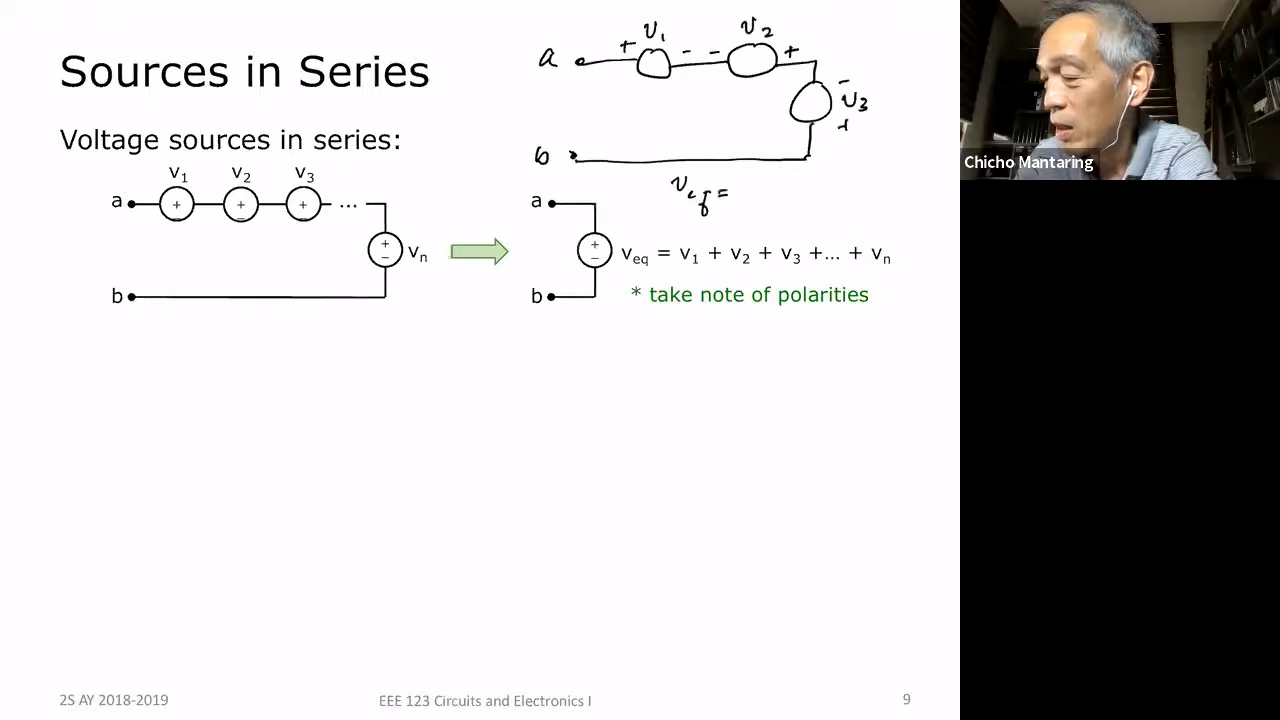 Sources in Series
a + v1 - - v2 +
- v3 +
b
veq =
Chicho Mantaring
Voltage sources in series:
v1 v2 v3
a + + + ...
+ − vn
b
a
+ − veq = v1 + v2 + v3 +... + vn
b * take note of polarities
2S AY 2018-2019 EEE 123 Circuits and Electronics I 9